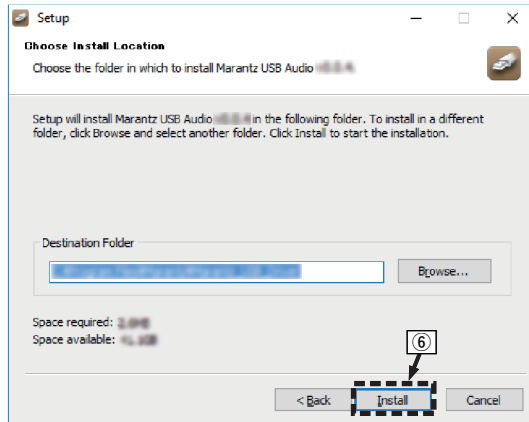 Setup
Choose Install Location
Choose the folder in which to install Marantz USB Audio
Setup will install Marantz USB Audio in the following folder. To install in a different
folder, click Browse and select another folder. Click Install to start the installation.
Destination Folder
Browse...
Space required:
Space available:
⑥
< Back Install Cancel